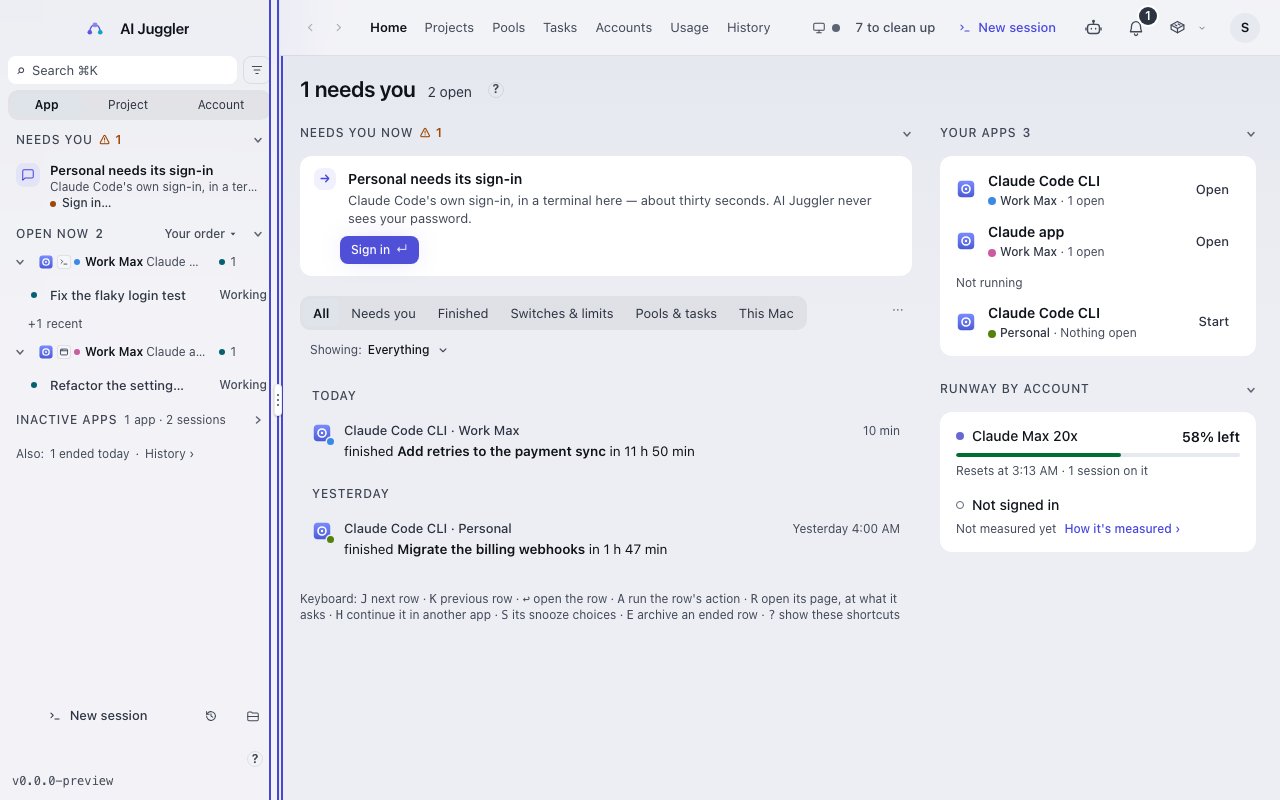 AI Juggler
Search ⌘K
App Project Account
NEEDS YOU 1
Personal needs its sign-in
Claude Code's own sign-in, in a ter...
Sign in...
OPEN NOW 2 Your order
Work Max Claude ... 1
Fix the flaky login test Working
+1 recent
Work Max Claude a... 1
Refactor the setting... Working
INACTIVE APPS 1 app · 2 sessions
Also: 1 ended today · History ›
New session
?
v0.0.0-preview
Home Projects Pools Tasks Accounts Usage History
7 to clean up
New session
1
S
1 needs you 2 open ?
NEEDS YOU NOW 1
Personal needs its sign-in
Claude Code's own sign-in, in a terminal here — about thirty seconds. AI Juggler never
sees your password.
Sign in ↵
All Needs you Finished Switches & limits Pools & tasks This Mac ...
Showing: Everything
TODAY
Claude Code CLI · Work Max 10 min
finished Add retries to the payment sync in 11 h 50 min
YESTERDAY
Claude Code CLI · Personal Yesterday 4:00 AM
finished Migrate the billing webhooks in 1 h 47 min
Keyboard: J next row · K previous row · ↩ open the row · A run the row's action · R open its page, at what it
asks · H continue it in another app · S its snooze choices · E archive an ended row · ? show these shortcuts
YOUR APPS 3
Claude Code CLI
Work Max · 1 open
Open
Claude app
Work Max · 1 open
Open
Not running
Claude Code CLI
Personal · Nothing open
Start
RUNWAY BY ACCOUNT
Claude Max 20x 58% left
Resets at 3:13 AM · 1 session on it
Not signed in
Not measured yet How it's measured ›